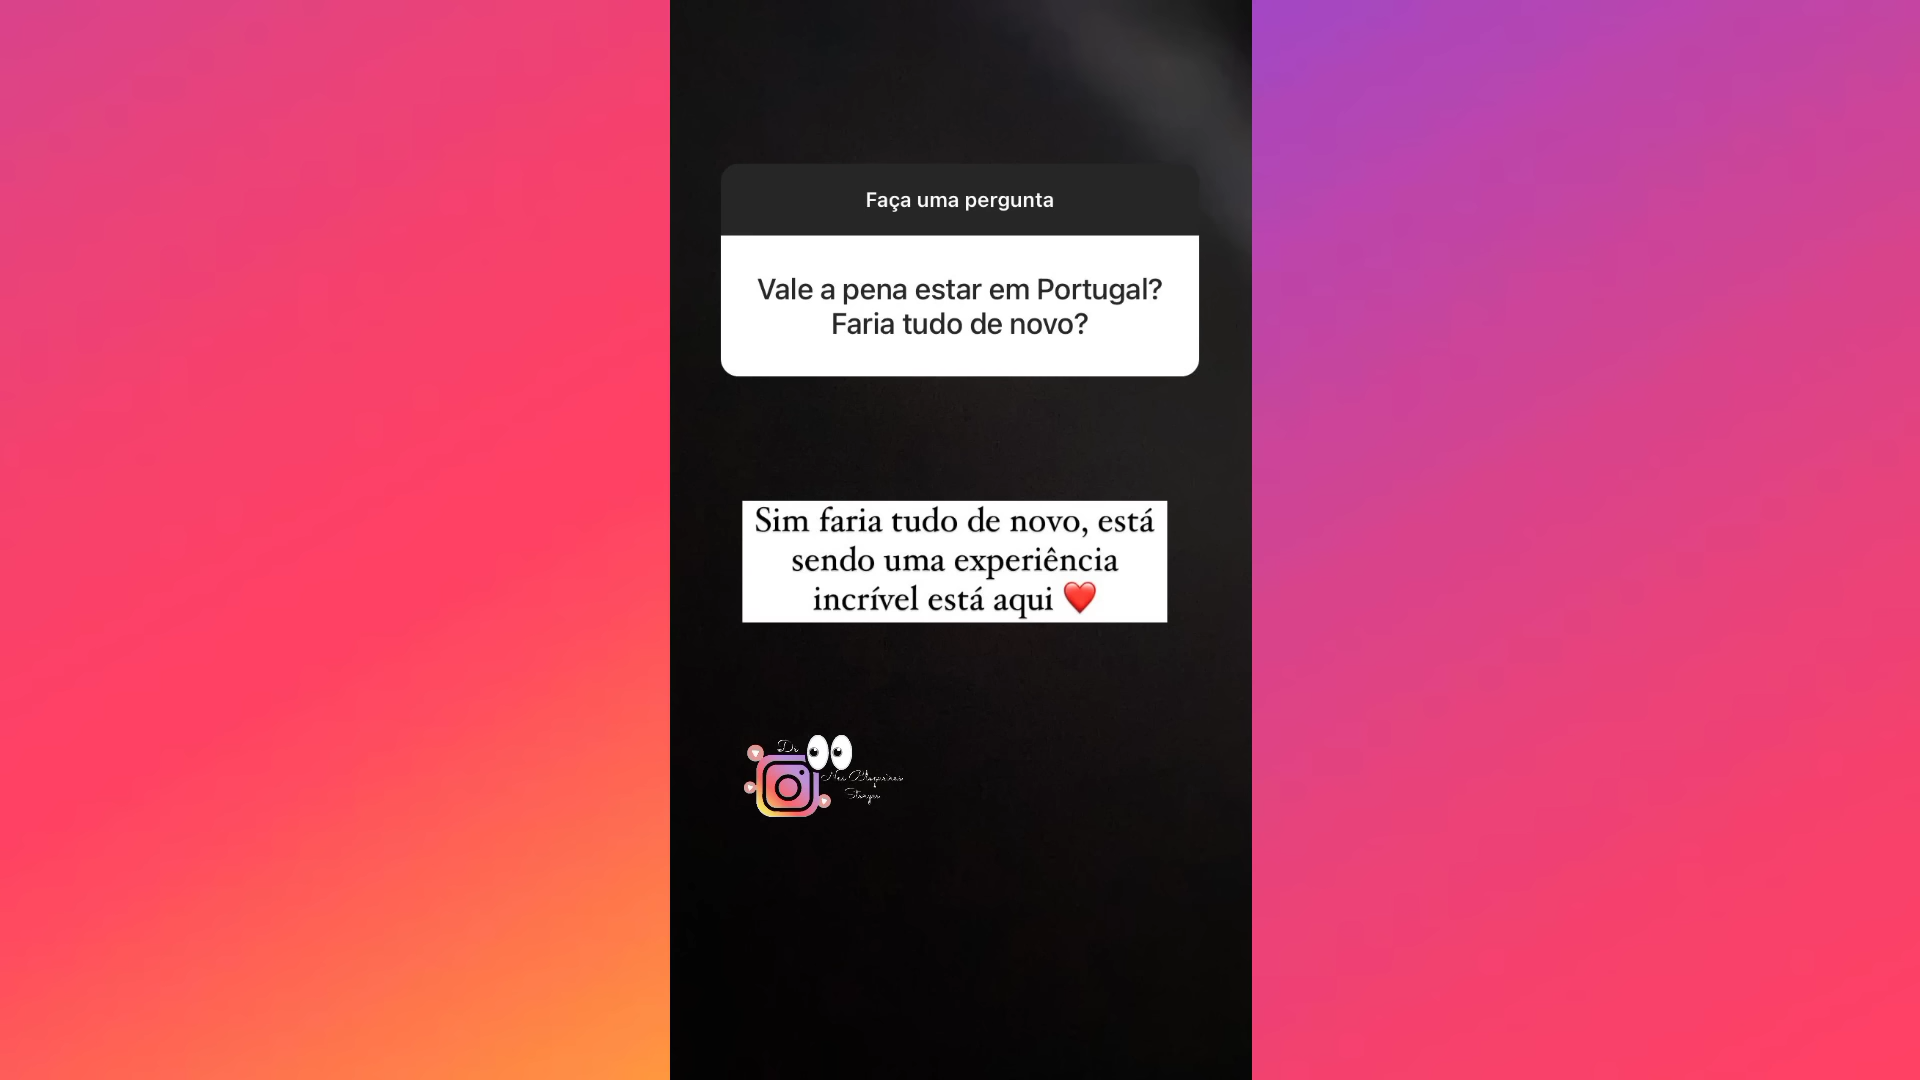 Faça uma pergunta
Vale a pena estar em Portugal?
Faria tudo de novo?
Sim faria tudo de novo, está
sendo uma experiência
incrível está aqui ❤️
De